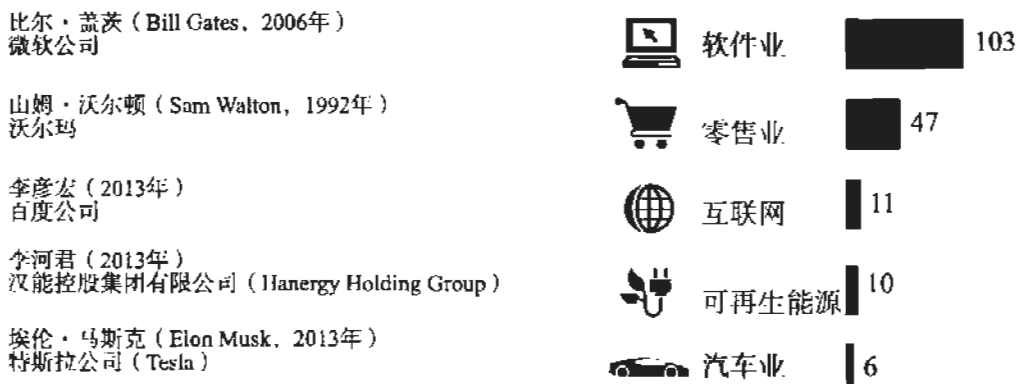 比尔·盖茨（Bill Gates，2006年）
微软公司
软件业 103
山姆·沃尔顿（Sam Walton，1992年）
沃尔玛
零售业 47
李彦宏（2013年）
百度公司
互联网 11
李河君（2013年）
汉能控股集团有限公司（Hanergy Holding Group）
可再生能源 10
埃伦·马斯克（Elon Musk，2013年）
特斯拉公司（Tesla）
汽车业 6